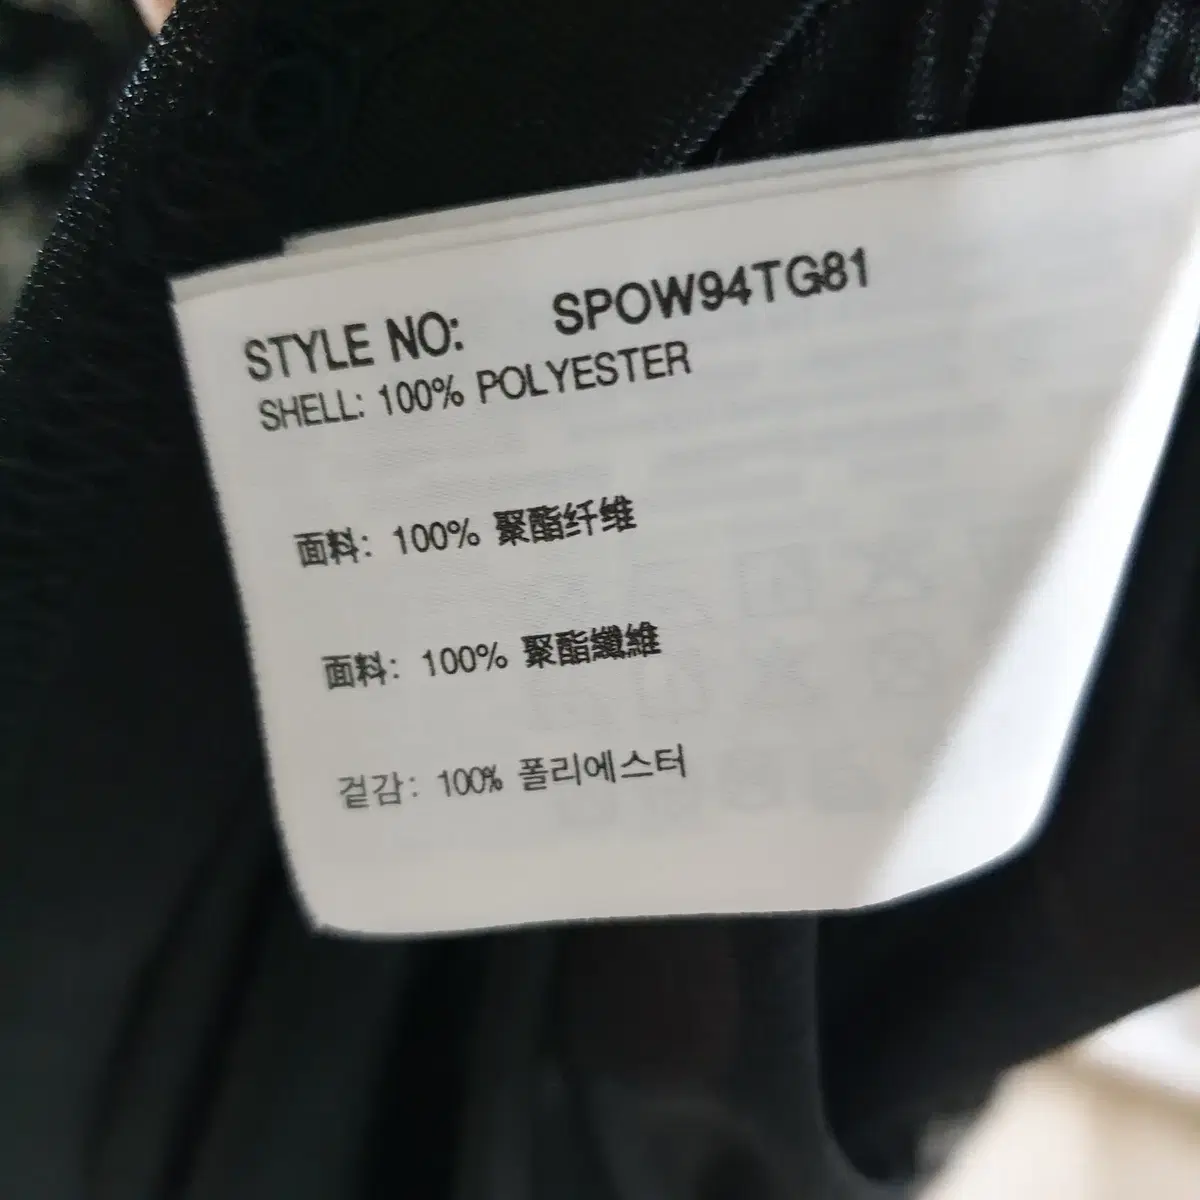 STYLE NO: SPOW94TG81
SHELL: 100% POLYESTER
面料: 100% 聚酯纤维
面料: 100% 聚酯纖維
겉감: 100% 폴리에스터